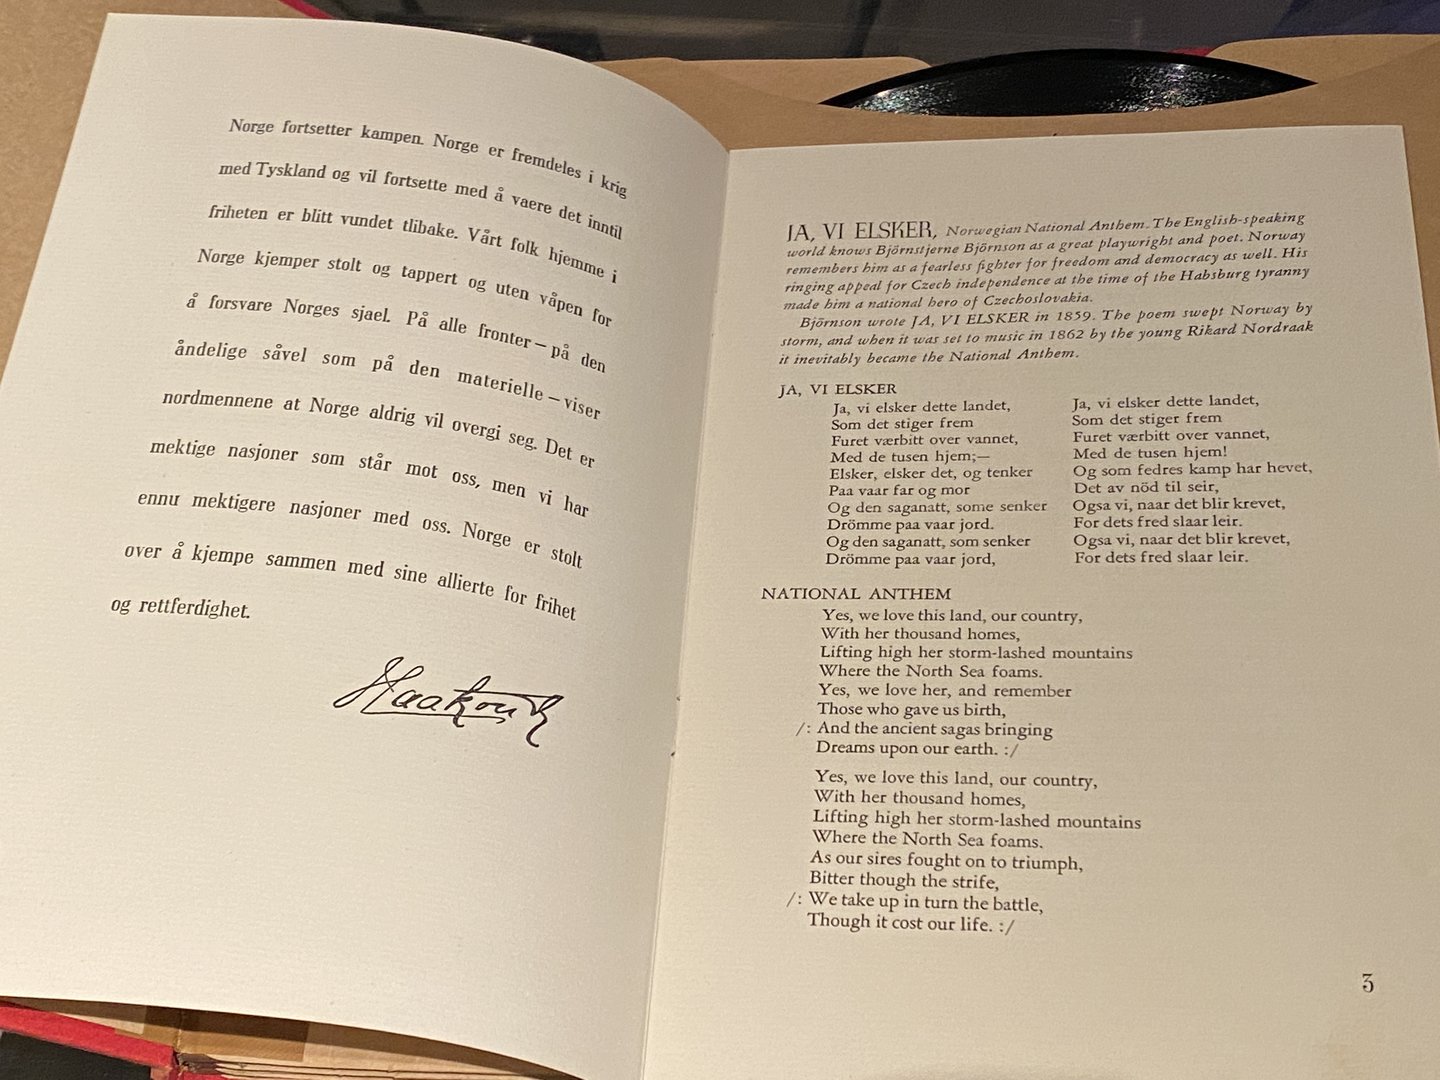 Norge fortsetter kampen. Norge er fremdeles i krig
med Tyskland og vil fortsette med å vaere det inntil
friheten er blitt vundet tlibake. Vårt folk hjemme i
Norge kjemper stolt og tappert og uten våpen for
å forsvare Norges sjael. På alle fronter — på den
åndelige såvel som på den materielle — viser
nordmennene at Norge aldrig vil overgi seg. Det er
mektige nasjoner som står mot oss, men vi har
ennu mektigere nasjoner med oss. Norge er stolt
over å kjempe sammen med sine allierte for frihet
og rettferdighet.
Haakon R
JA, VI ELSKER, Norwegian National Anthem. The English-speaking
world knows Björnstjerne Björnson as a great playwright and poet. Norway
remembers him as a fearless fighter for freedom and democracy as well. His
ringing appeal for Czech independence at the time of the Habsburg tyranny
made him a national hero of Czechoslovakia.
Björnson wrote JA, VI ELSKER in 1859. The poem swept Norway by
storm, and when it was set to music in 1862 by the young Rikard Nordraak
it inevitably became the National Anthem.
JA, VI ELSKER
Ja, vi elsker dette landet,
Som det stiger frem
Furet værbitt over vannet,
Med de tusen hjem;—
Elsker, elsker det, og tenker
Paa vaar far og mor
Og den saganatt, some senker
Drömme paa vaar jord.
Og den saganatt, som senker
Drömme paa vaar jord,
Ja, vi elsker dette landet,
Som det stiger frem
Furet værbitt over vannet,
Med de tusen hjem!
Og som fedres kamp har hevet,
Det av nöd til seir,
Ogsa vi, naar det blir krevet,
For dets fred slaar leir.
Ogsa vi, naar det blir krevet,
For dets fred slaar leir.
NATIONAL ANTHEM
Yes, we love this land, our country,
With her thousand homes,
Lifting high her storm-lashed mountains
Where the North Sea foams.
Yes, we love her, and remember
Those who gave us birth,
/: And the ancient sagas bringing
Dreams upon our earth. :/
Yes, we love this land, our country,
With her thousand homes,
Lifting high her storm-lashed mountains
Where the North Sea foams.
As our sires fought on to triumph,
Bitter though the strife,
/: We take up in turn the battle,
Though it cost our life. :/
3